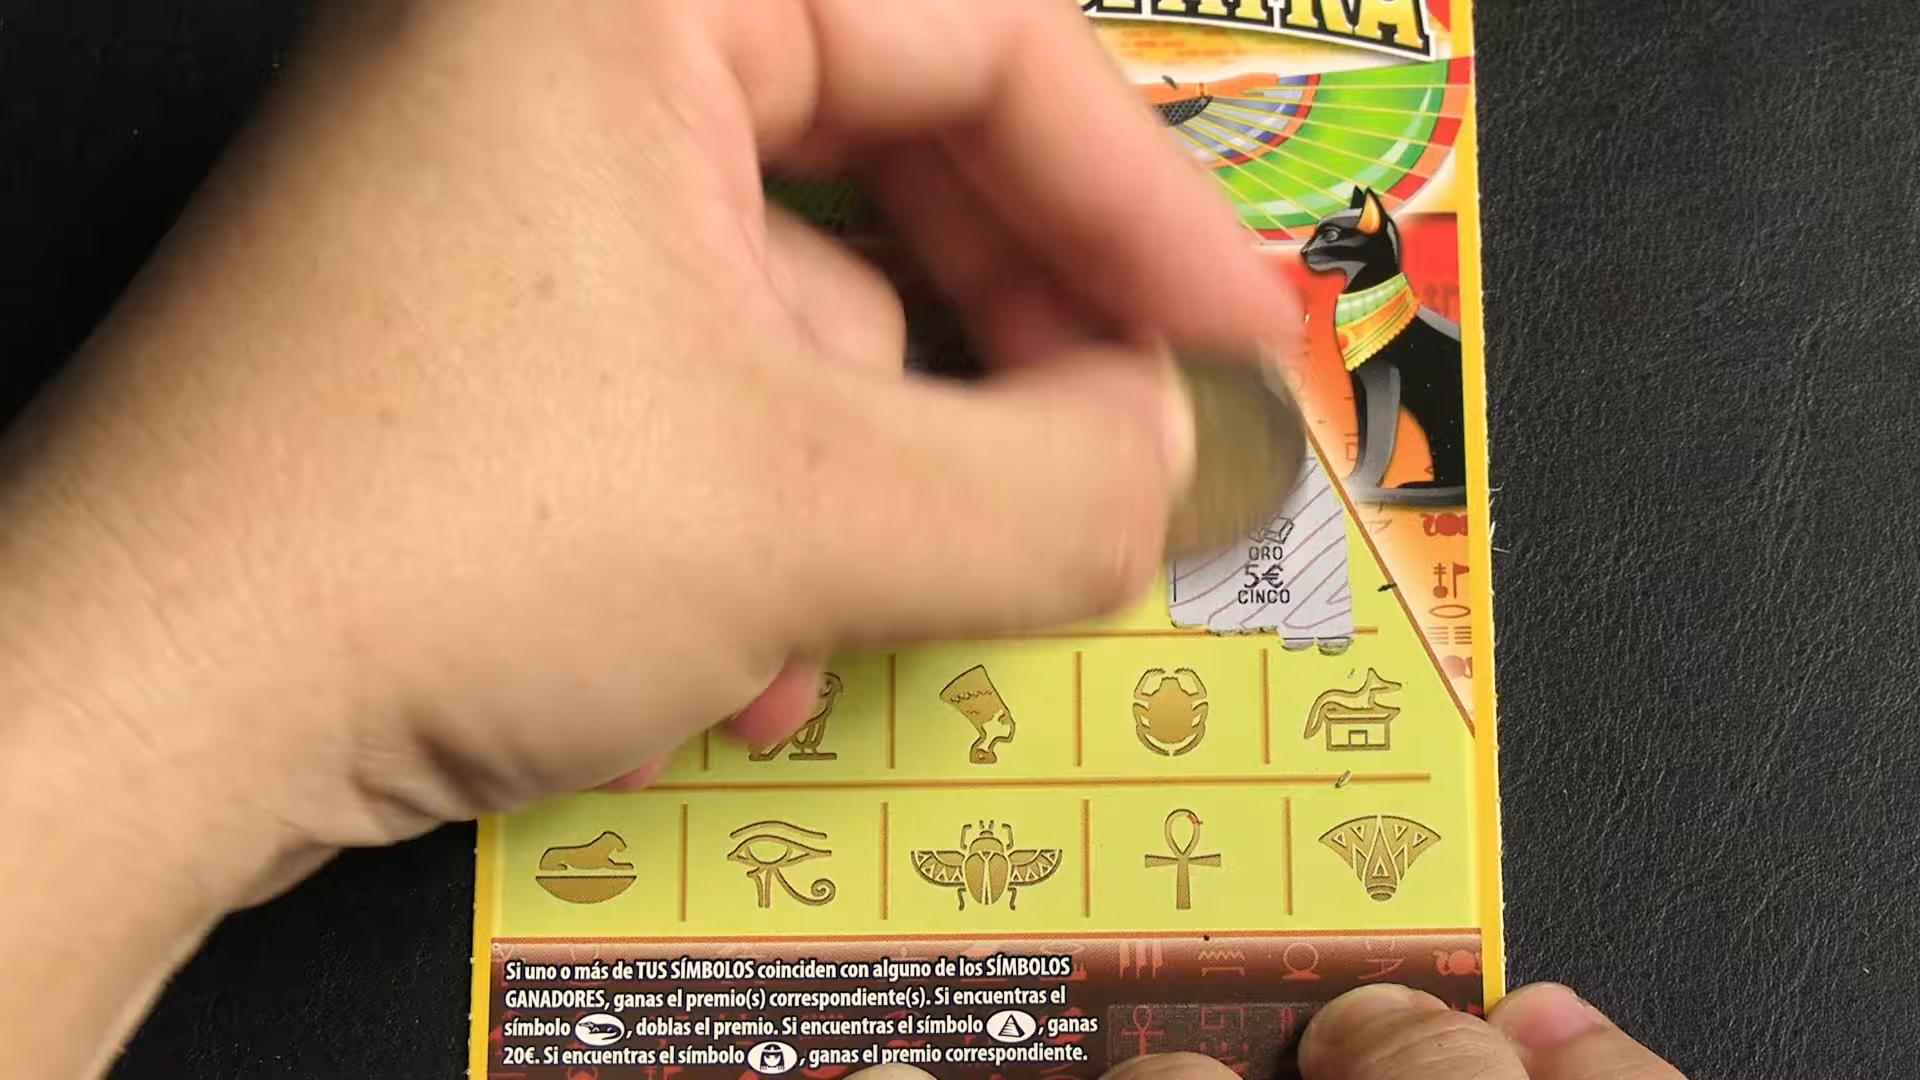 ORO
5€
CINCO
Si uno o más de TUS SÍMBOLOS coinciden con alguno de los SÍMBOLOS
GANADORES, ganas el premio(s) correspondiente(s). Si encuentras el
símbolo , doblas el premio. Si encuentras el símbolo , ganas
20€. Si encuentras el símbolo , ganas el premio correspondiente.